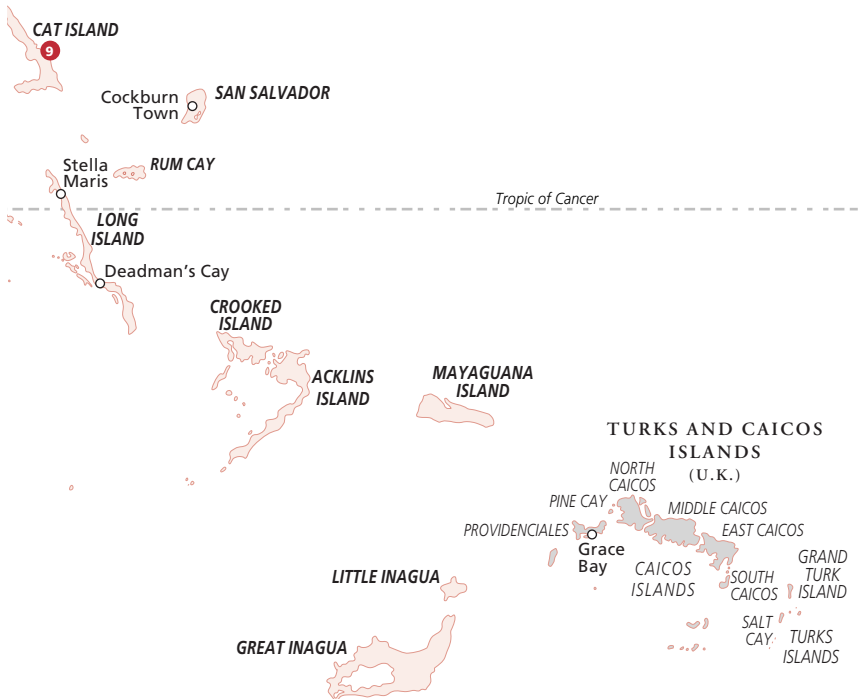 CAT ISLAND
9
Cockburn
Town
SAN SALVADOR
Stella
Maris
RUM CAY
Tropic of Cancer
LONG
ISLAND
Deadman's Cay
CROOKED
ISLAND
ACKLINS
ISLAND
MAYAGUANA
ISLAND
TURKS AND CAICOS
ISLANDS
(U.K.)
NORTH
CAICOS
PINE CAY
MIDDLE CAICOS
PROVIDENCIALES
EAST CAICOS
Grace
Bay
CAICOS
ISLANDS
SOUTH
CAICOS
GRAND
TURK
ISLAND
LITTLE INAGUA
SALT
CAY
TURKS
ISLANDS
GREAT INAGUA